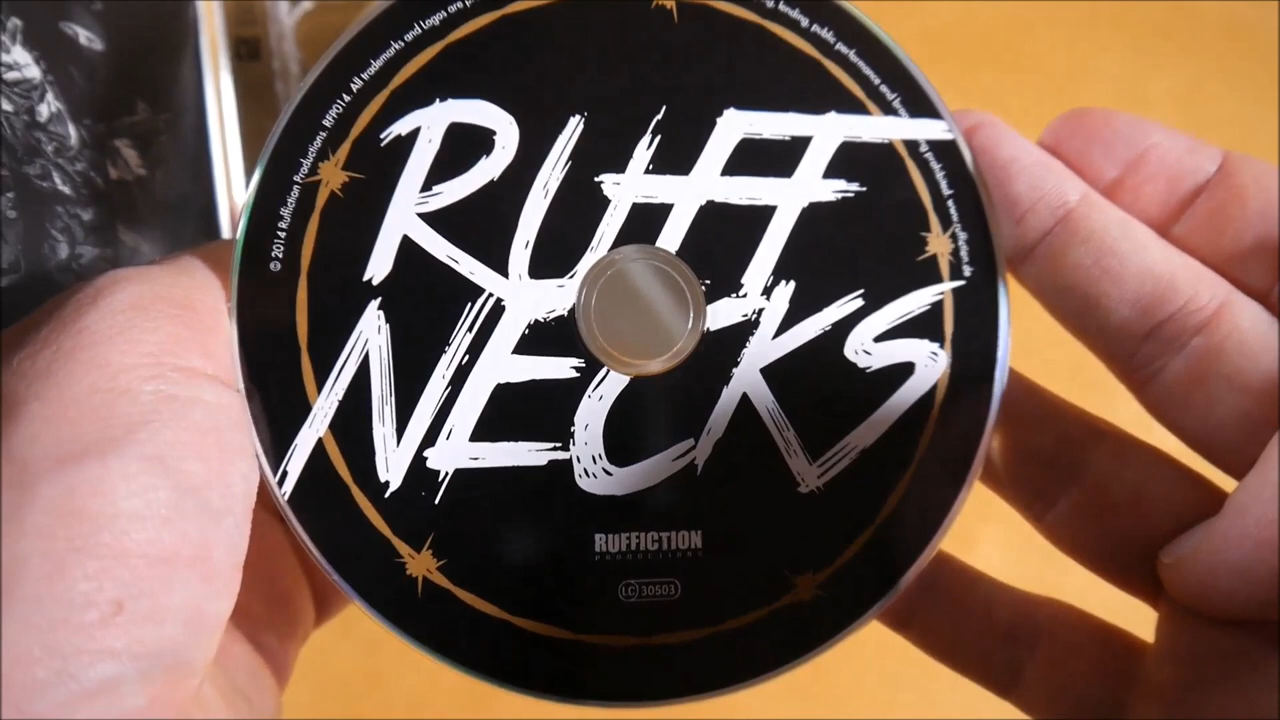 © 2014 Ruffiction Productions. RFP014. All trademarks and Logos are
lending, public performance and
prohibited. www.ruffiction.de
RUFF
NECKS
RUFFICTION
PRODUCTIONS
LC 30503